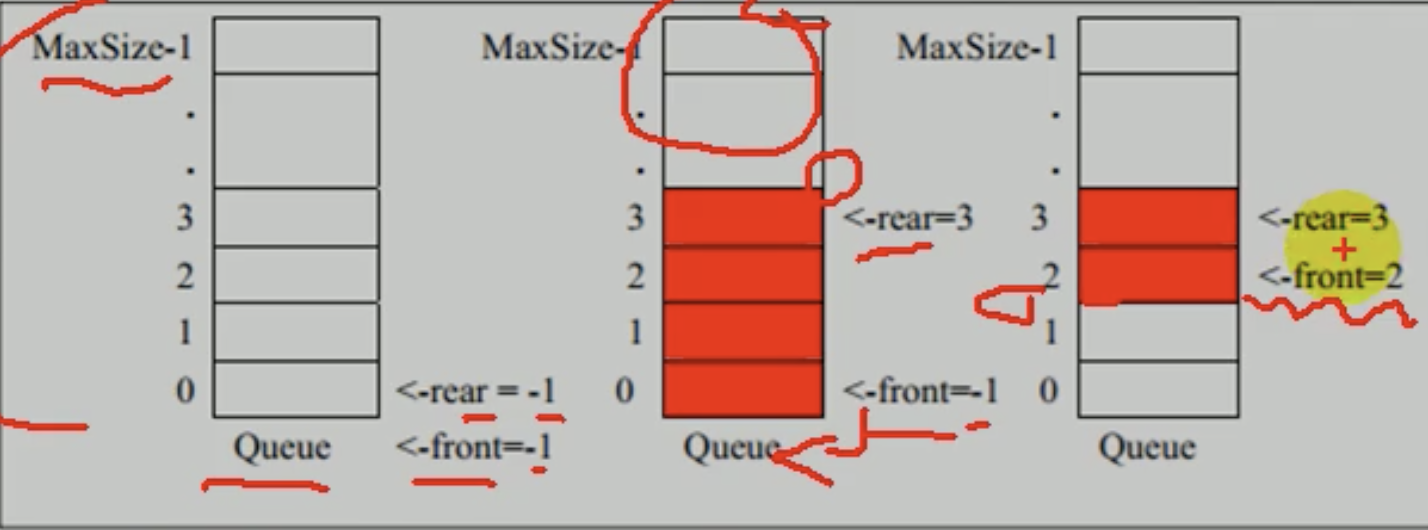 MaxSize-1
.
.
3
2
1
0
<-rear = -1
<-front=-1
Queue
MaxSize-1
.
.
3
2
1
0
<-rear=3
<-front=-1
Queue
MaxSize-1
.
.
3
2
1
0
<-rear=3
<-front=2
Queue